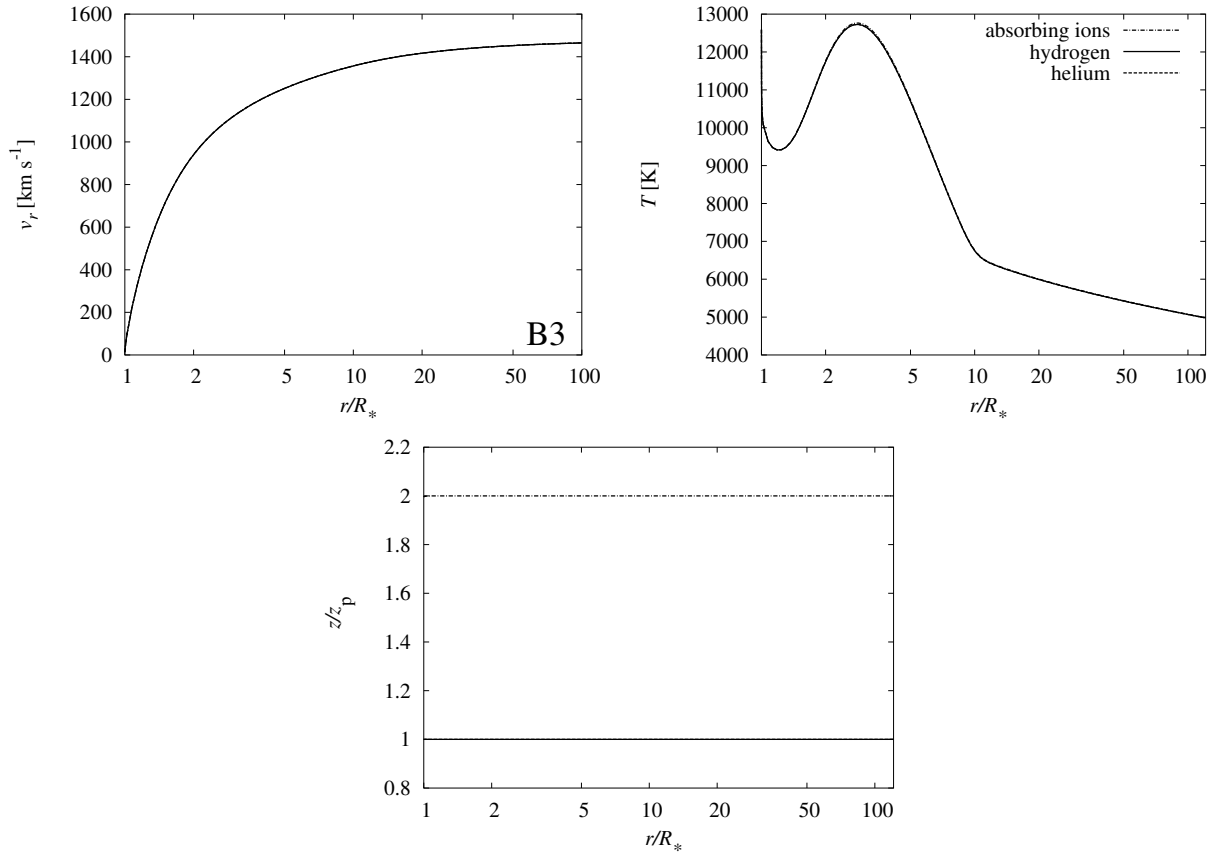 1600
1400
1200
1000
800
600
400
200
0
v_r [km s⁻¹]
B3
1 2 5 10 20 50 100
r/R_*
13000
12000
11000
10000
9000
8000
7000
6000
5000
4000
T [K]
absorbing ions
hydrogen
helium
1 2 5 10 20 50 100
r/R_*
2.2
2
1.8
1.6
1.4
1.2
1
0.8
z/z_p
1 2 5 10 20 50 100
r/R_*